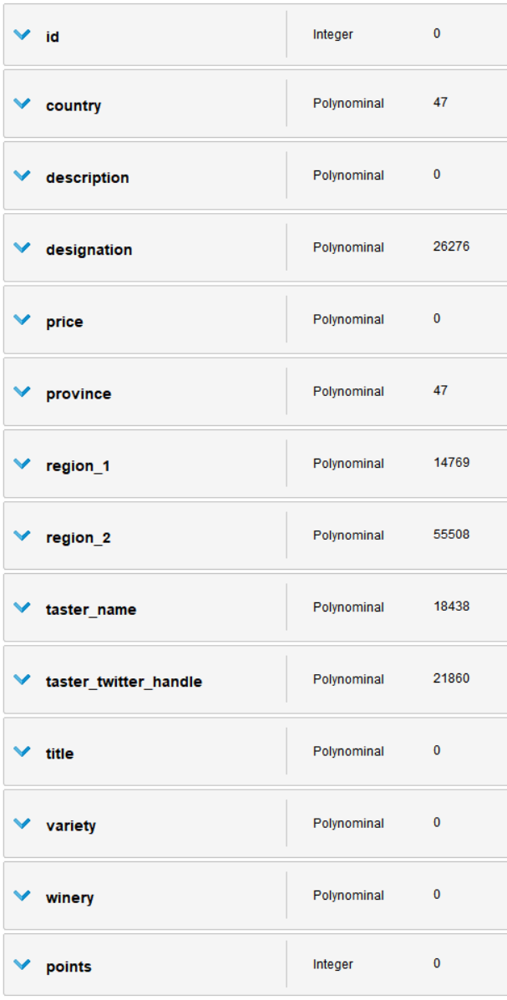 id Integer 0
country Polynominal 47
description Polynominal 0
designation Polynominal 26276
price Polynominal 0
province Polynominal 47
region_1 Polynominal 14769
region_2 Polynominal 55508
taster_name Polynominal 18438
taster_twitter_handle Polynominal 21860
title Polynominal 0
variety Polynominal 0
winery Polynominal 0
points Integer 0